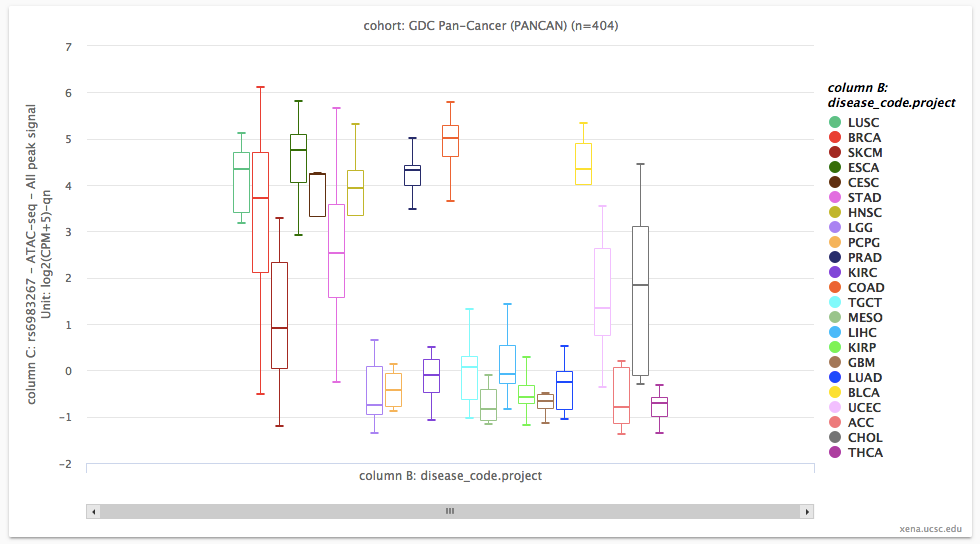 cohort: GDC Pan-Cancer (PANCAN) (n=404)
column C: rs6983267 - ATAC-seq - All peak signal
Unit: log2(CPM+5)-qn
7
6
5
4
3
2
1
0
-1
-2
column B: disease_code.project
column B:
disease_code.project
LUSC
BRCA
SKCM
ESCA
CESC
STAD
HNSC
LGG
PCPG
PRAD
KIRC
COAD
TGCT
MESO
LIHC
KIRP
GBM
LUAD
BLCA
UCEC
ACC
CHOL
THCA
xena.ucsc.edu